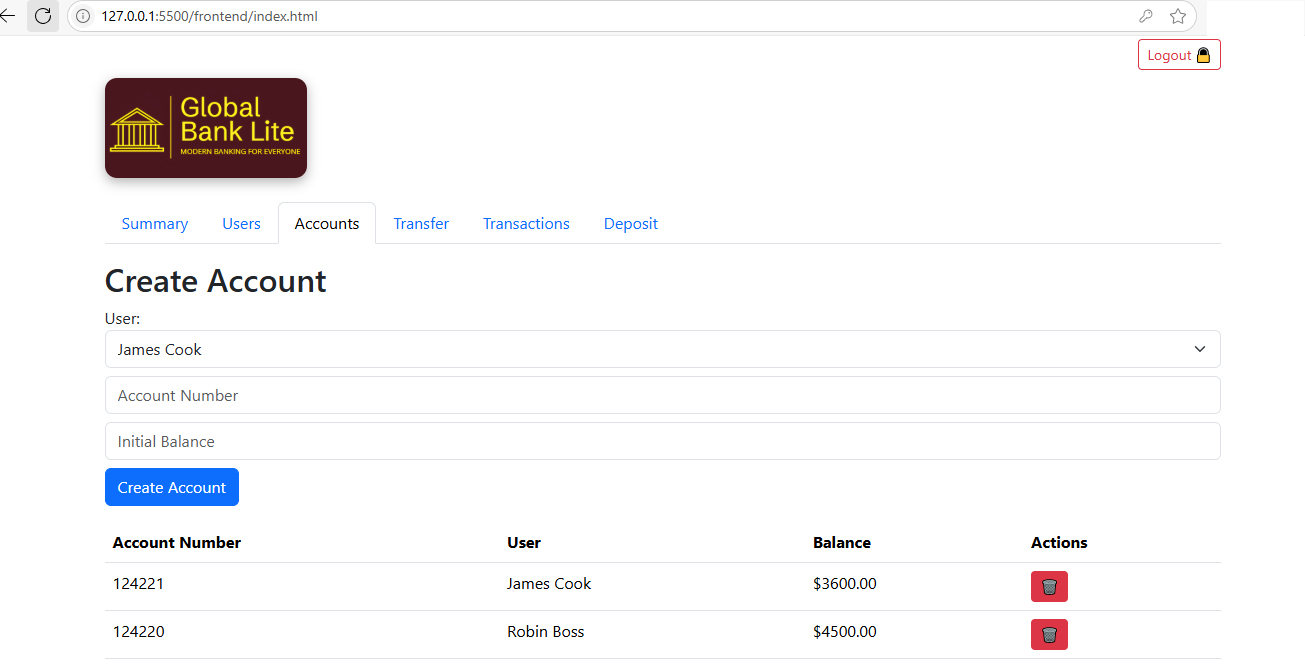 127.0.0.1:5500/frontend/index.html
Logout
Global
Bank Lite
MODERN BANKING FOR EVERYONE
Summary Users Accounts Transfer Transactions Deposit
Create Account
User:
James Cook
Account Number
Initial Balance
Create Account
Account Number User Balance Actions
124221 James Cook $3600.00
124220 Robin Boss $4500.00